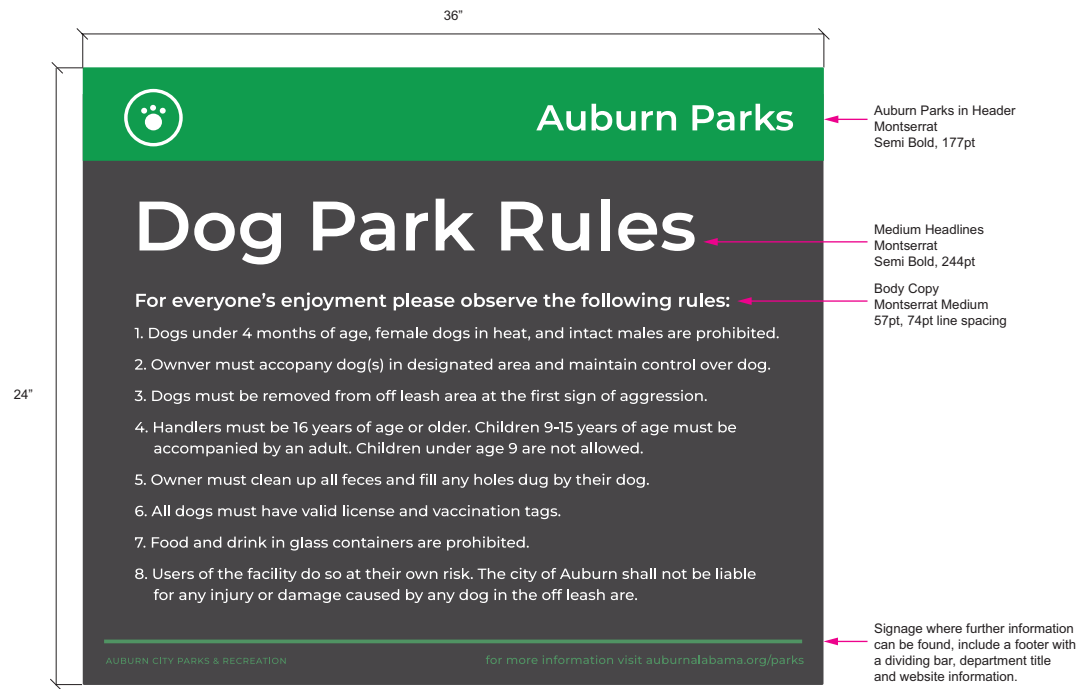 36”
Auburn Parks
Auburn Parks in Header
Montserrat
Semi Bold, 177pt
Dog Park Rules
Medium Headlines
Montserrat
Semi Bold, 244pt
For everyone’s enjoyment please observe the following rules:
Body Copy
Montserrat Medium
57pt, 74pt line spacing
1. Dogs under 4 months of age, female dogs in heat, and intact males are prohibited.
2. Ownver must accopany dog(s) in designated area and maintain control over dog.
24”
3. Dogs must be removed from off leash area at the first sign of aggression.
4. Handlers must be 16 years of age or older. Children 9-15 years of age must be
accompanied by an adult. Children under age 9 are not allowed.
5. Owner must clean up all feces and fill any holes dug by their dog.
6. All dogs must have valid license and vaccination tags.
7. Food and drink in glass containers are prohibited.
8. Users of the facility do so at their own risk. The city of Auburn shall not be liable
for any injury or damage caused by any dog in the off leash are.
AUBURN CITY PARKS & RECREATION
for more information visit auburnalabama.org/parks
Signage where further information
can be found, include a footer with
a dividing bar, department title
and website information.